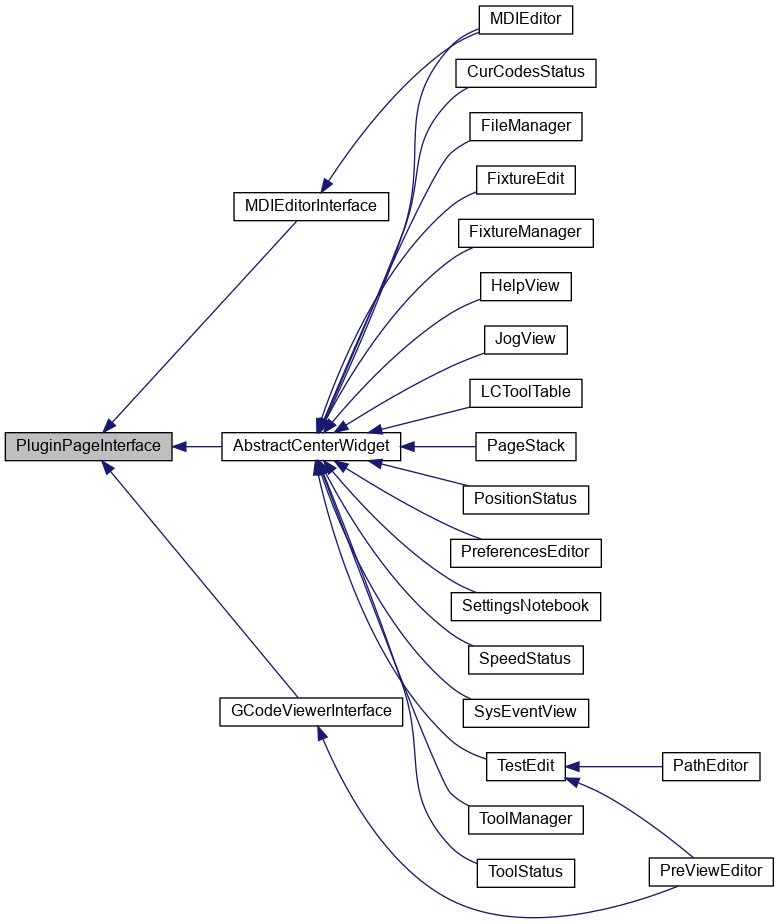 MDIEditor
CurCodesStatus
FileManager
FixtureEdit
MDIEditorInterface
FixtureManager
HelpView
JogView
LCToolTable
PluginPageInterface
AbstractCenterWidget
PageStack
PositionStatus
PreferencesEditor
SettingsNotebook
SpeedStatus
GCodeViewerInterface
SysEventView
TestEdit
PathEditor
ToolManager
ToolStatus
PreViewEditor